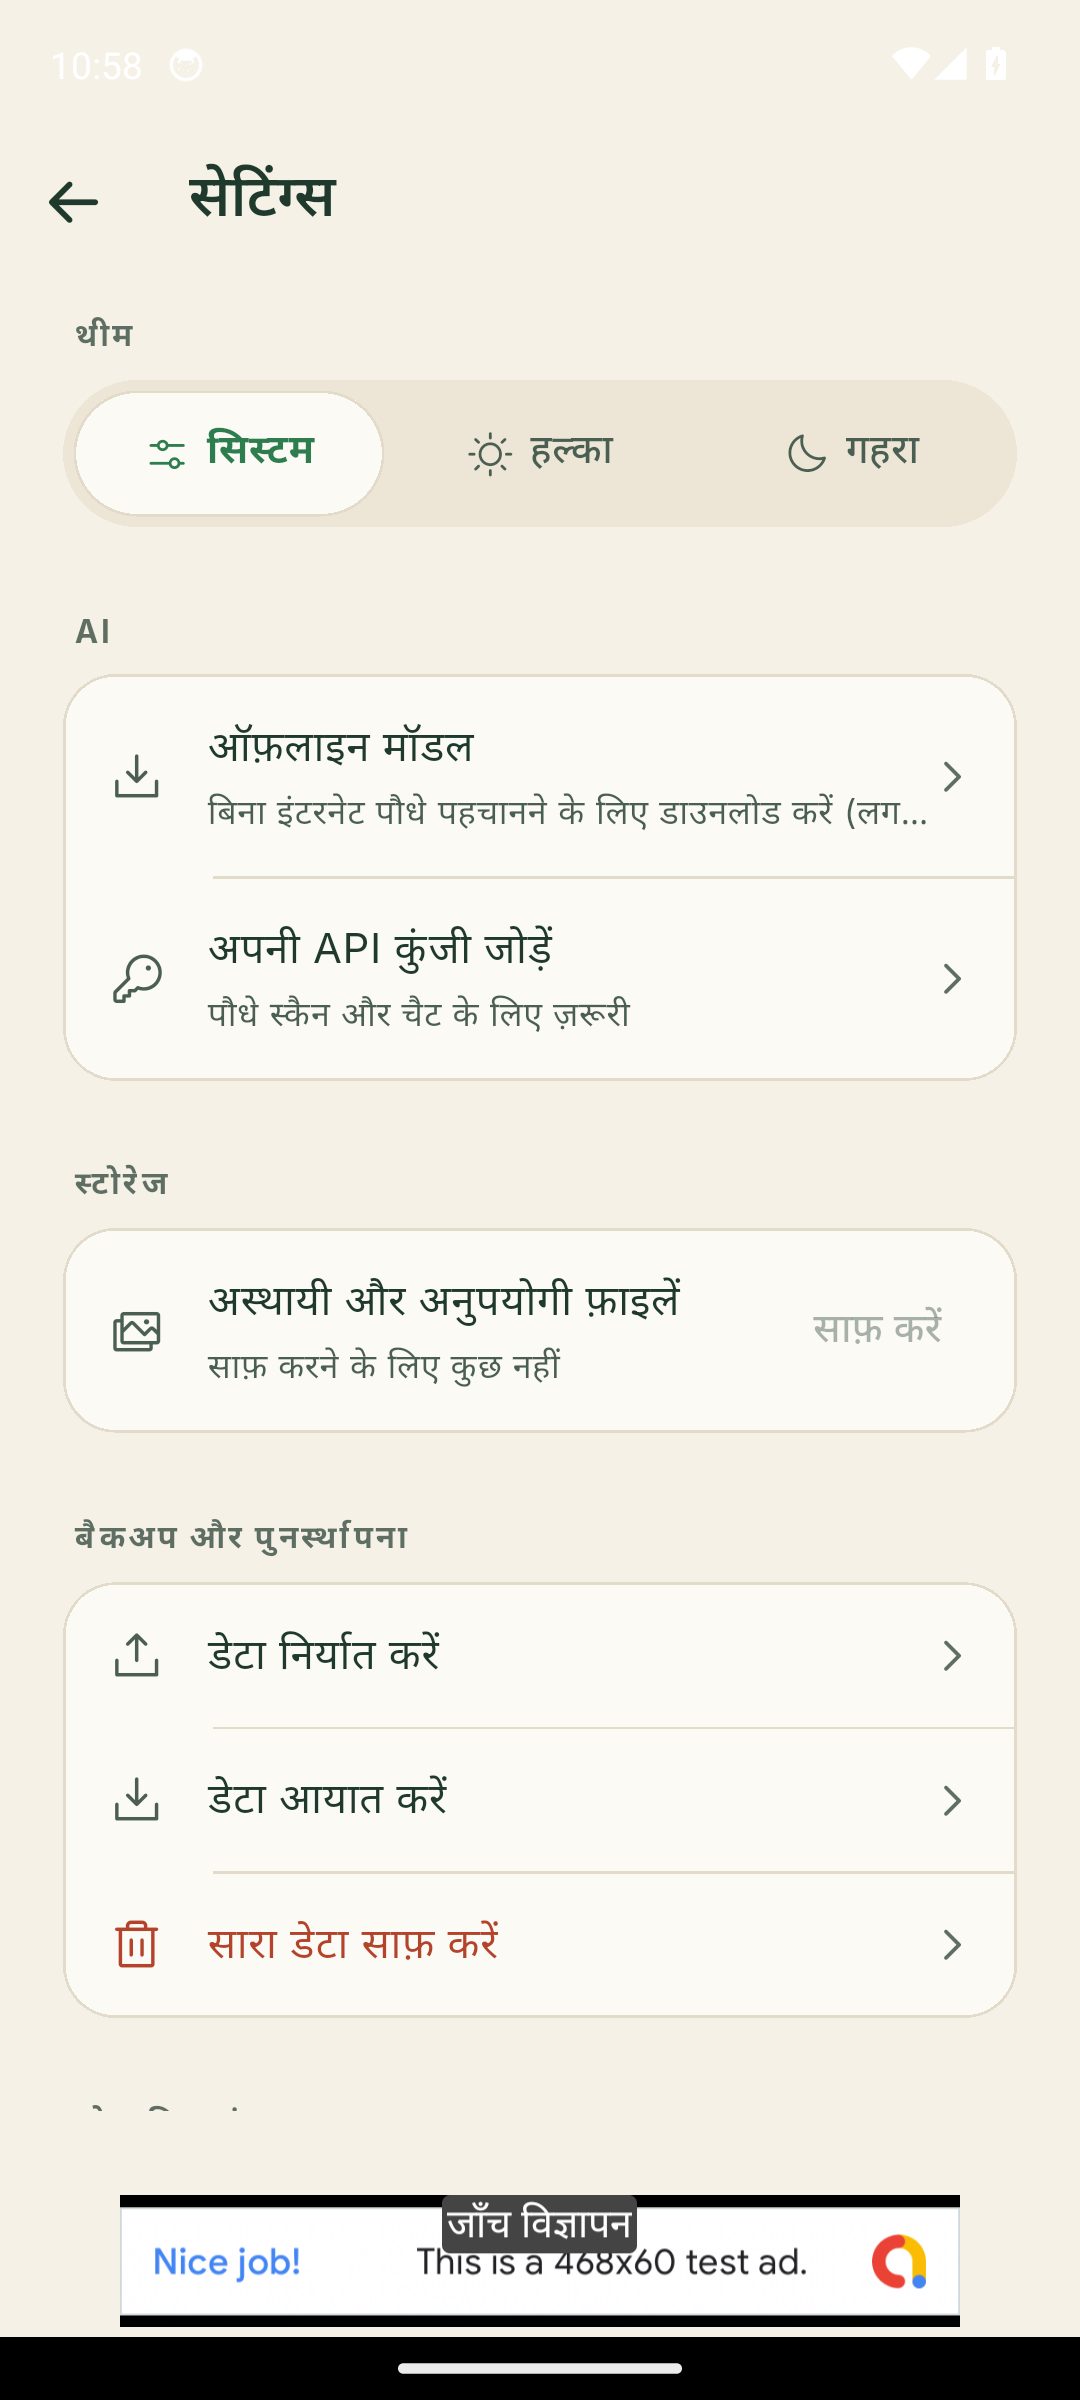 10:58
सेटिंग्स
थीम
सिस्टम
हल्का
गहरा
AI
ऑफ़लाइन मॉडल
बिना इंटरनेट पौधे पहचानने के लिए डाउनलोड करें (लग...
अपनी API कुंजी जोड़ें
पौधे स्कैन और चैट के लिए ज़रूरी
स्टोरेज
अस्थायी और अनुपयोगी फ़ाइलें
साफ़ करने के लिए कुछ नहीं
साफ़ करें
बैकअप और पुनर्स्थापना
डेटा निर्यात करें
डेटा आयात करें
सारा डेटा साफ़ करें
जाँच विज्ञापन
Nice job!
This is a 468x60 test ad.